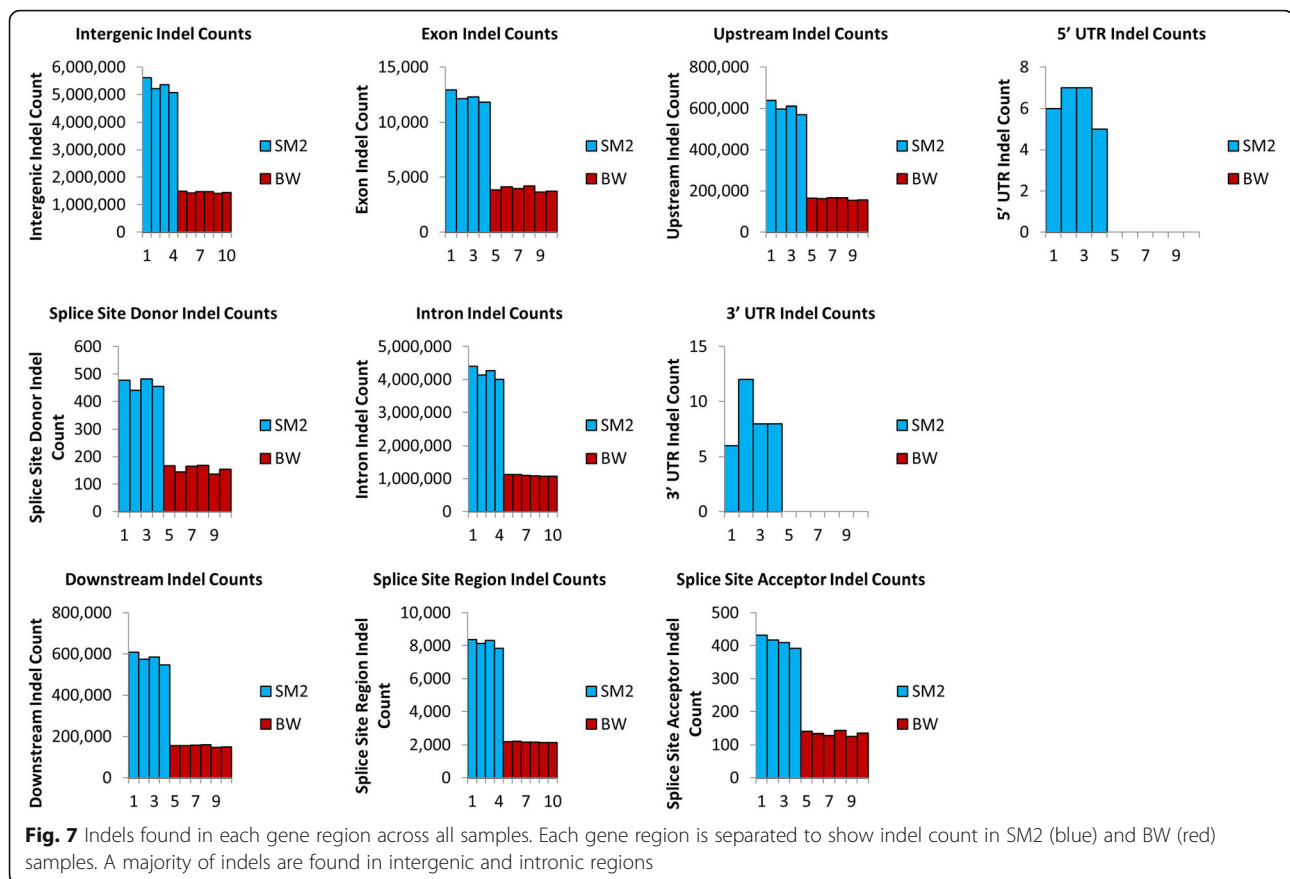 Intergenic Indel Counts
Intergenic Indel Count
6,000,000
5,000,000
4,000,000
3,000,000
2,000,000
1,000,000
0
1 4 7 10
SM2
BW
Exon Indel Counts
Exon Indel Count
15,000
10,000
5,000
0
1 3 5 7 9
SM2
BW
Upstream Indel Counts
Upstream Indel Count
800,000
600,000
400,000
200,000
0
1 3 5 7 9
SM2
BW
5' UTR Indel Counts
5' UTR Indel Count
8
6
4
2
0
1 3 5 7 9
SM2
BW
Splice Site Donor Indel Counts
Splice Site Donor Indel
Count
600
500
400
300
200
100
0
1 3 5 7 9
SM2
BW
Intron Indel Counts
Intron Indel Count
5,000,000
4,000,000
3,000,000
2,000,000
1,000,000
0
1 4 7 10
SM2
BW
3' UTR Indel Counts
3' UTR Indel Count
15
10
5
0
1 3 5 7 9
SM2
BW
Downstream Indel Counts
Downstream Indel Count
800,000
600,000
400,000
200,000
0
1 3 5 7 9
SM2
BW
Splice Site Region Indel Counts
Splice Site Region Indel
Count
10,000
8,000
6,000
4,000
2,000
0
1 4 7 10
SM2
BW
Splice Site Acceptor Indel Counts
Splice Site Acceptor Indel
Count
500
400
300
200
100
0
1 3 5 7 9
SM2
BW
Fig. 7 Indels found in each gene region across all samples. Each gene region is separated to show indel count in SM2 (blue) and BW (red)
samples. A majority of indels are found in intergenic and intronic regions